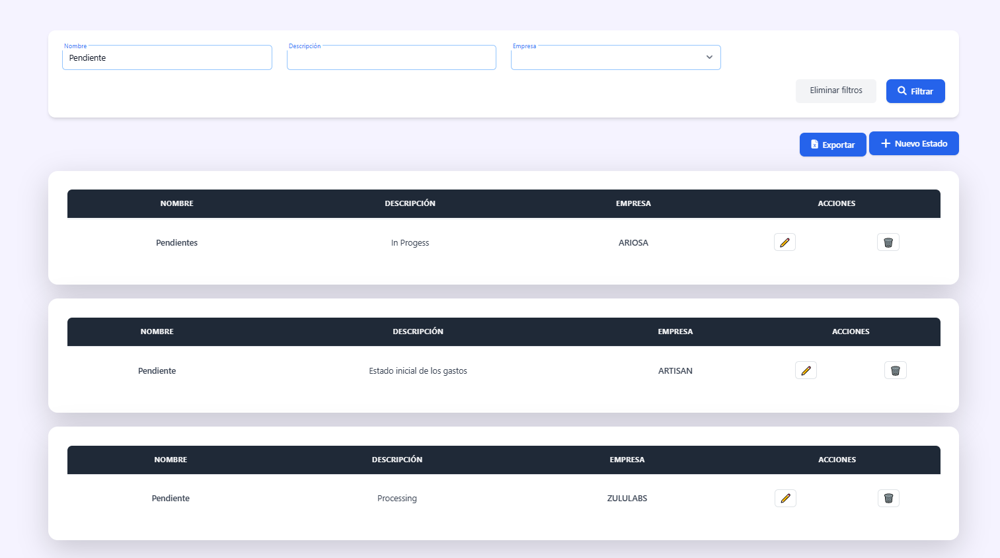 Nombre Descripción Empresa
Pendiente
Eliminar filtros Filtrar
Exportar Nuevo Estado
NOMBRE DESCRIPCIÓN EMPRESA ACCIONES
Pendientes In Progess ARIOSA
NOMBRE DESCRIPCIÓN EMPRESA ACCIONES
Pendiente Estado inicial de los gastos ARTISAN
NOMBRE DESCRIPCIÓN EMPRESA ACCIONES
Pendiente Processing ZULULABS